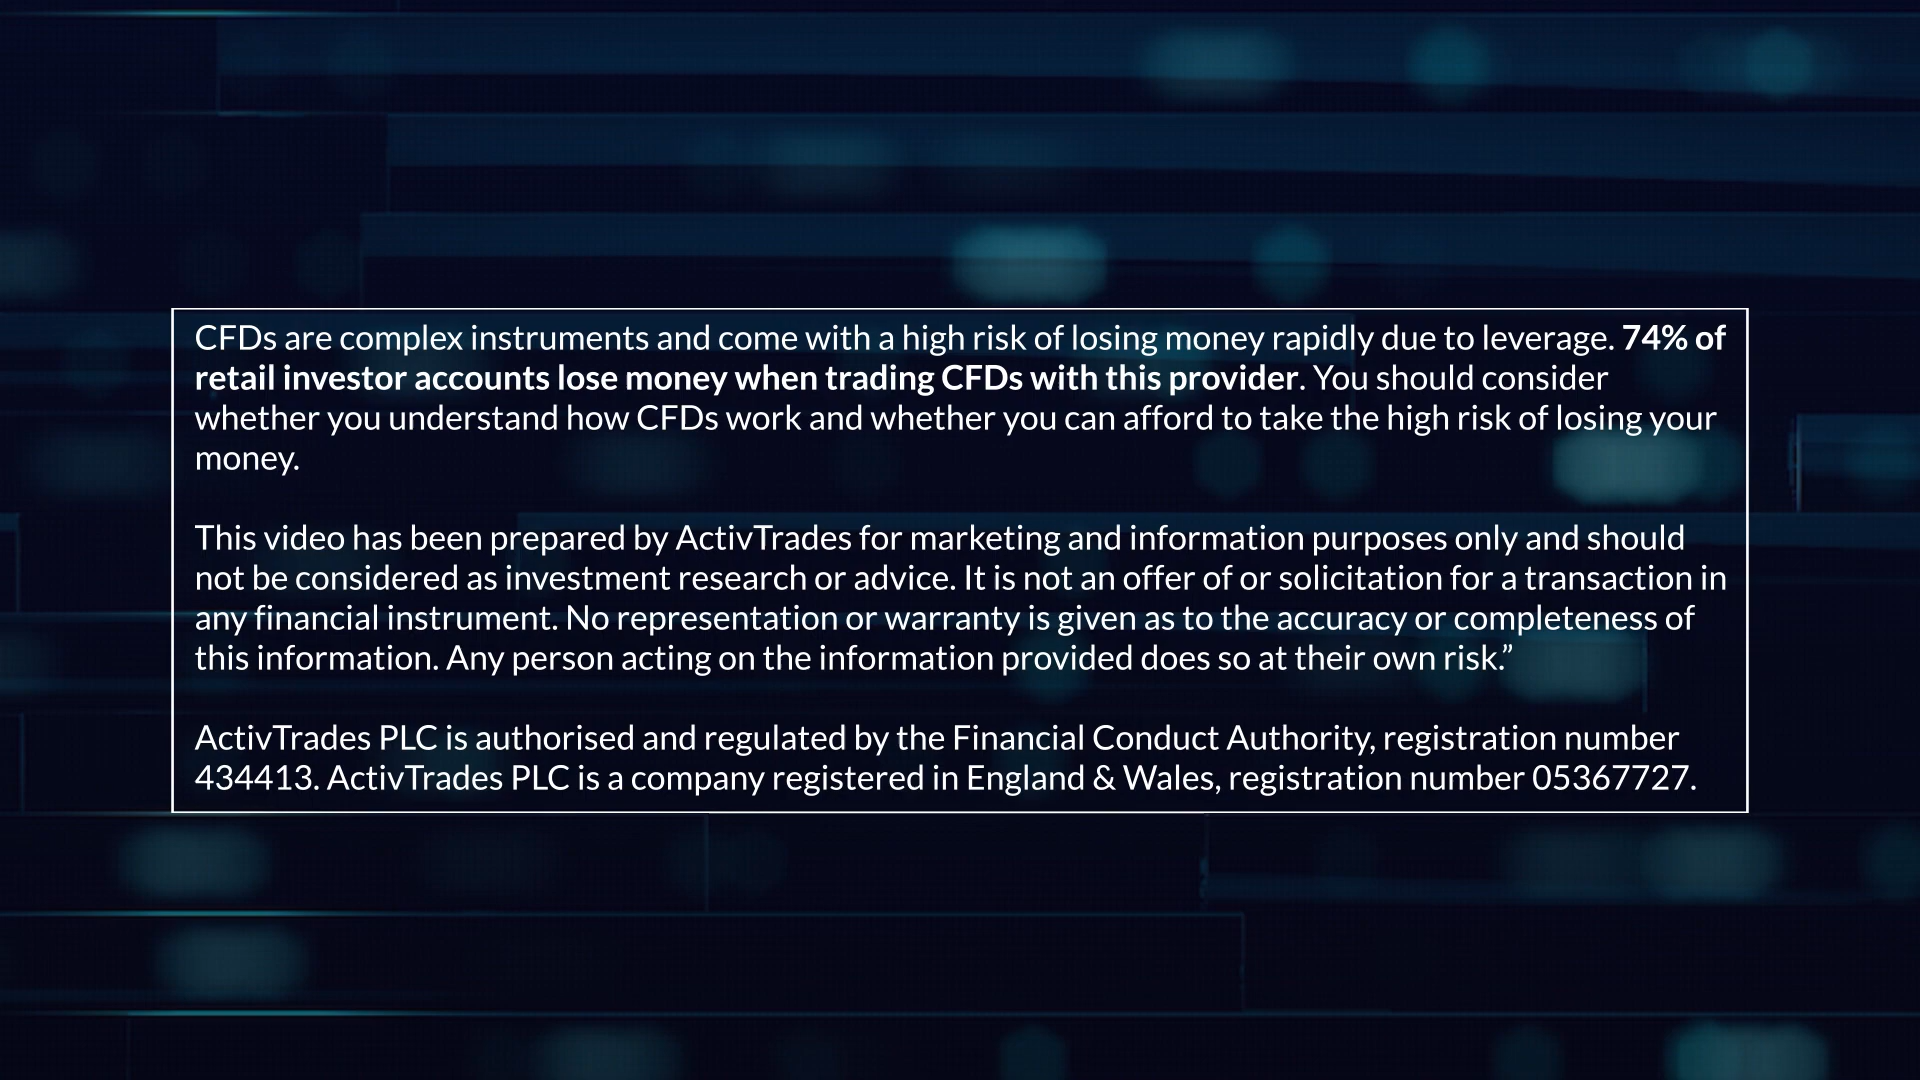 CFDs are complex instruments and come with a high risk of losing money rapidly due to leverage. 74% of
retail investor accounts lose money when trading CFDs with this provider. You should consider
whether you understand how CFDs work and whether you can afford to take the high risk of losing your
money.
This video has been prepared by ActivTrades for marketing and information purposes only and should
not be considered as investment research or advice. It is not an offer of or solicitation for a transaction in
any financial instrument. No representation or warranty is given as to the accuracy or completeness of
this information. Any person acting on the information provided does so at their own risk.”
ActivTrades PLC is authorised and regulated by the Financial Conduct Authority, registration number
434413. ActivTrades PLC is a company registered in England & Wales, registration number 05367727.